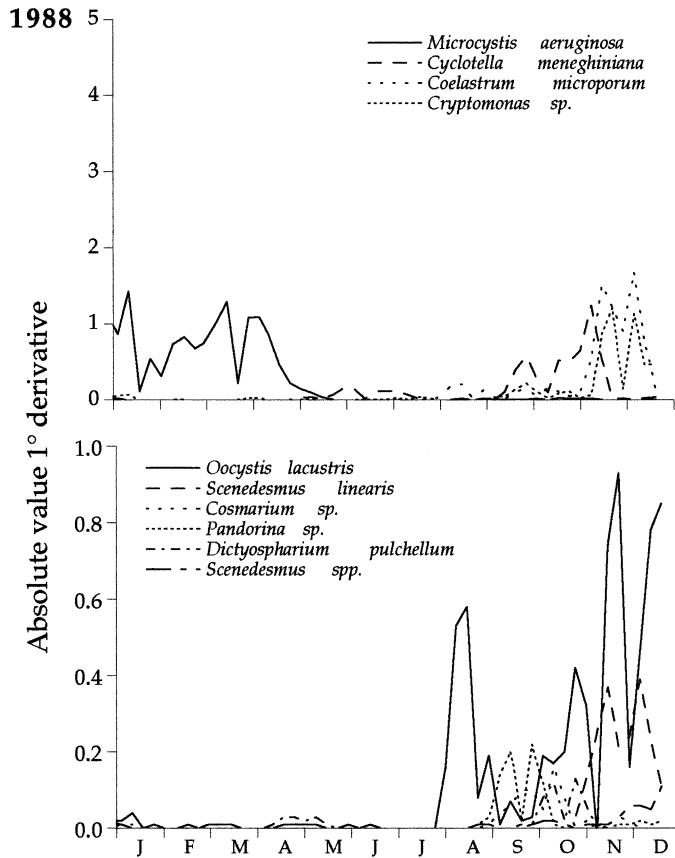 1988
5
4
3
2
1
0
Microcystis aeruginosa
Cyclotella meneghiniana
Coelastrum microporum
Cryptomonas sp.
Absolute value 1° derivative
1.0
0.8
0.6
0.4
0.2
0.0
Oocystis lacustris
Scenedesmus linearis
Cosmarium sp.
Pandorina sp.
Dictyospharium pulchellum
Scenedesmus spp.
J F M A M J J A S O N D